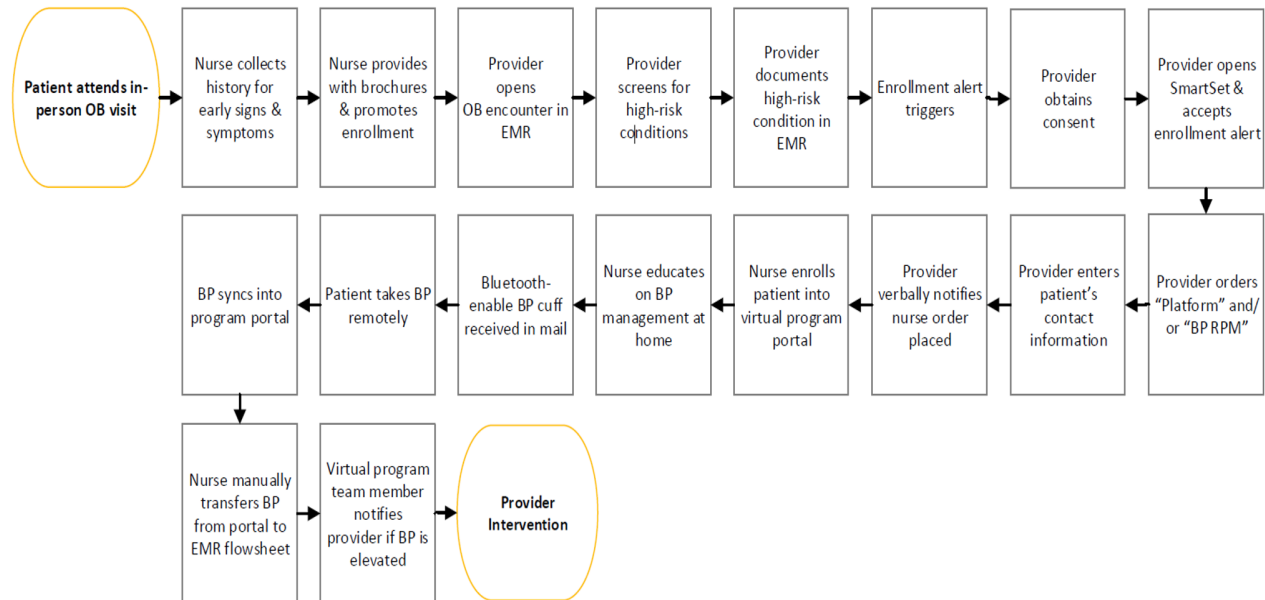 Patient attends in-
person OB visit
Nurse collects
history for
early signs &
symptoms
Nurse provides
with brochures
& promotes
enrollment
Provider
opens
OB encounter in
EMR
Provider
screens for
high-risk
conditions
Provider
documents
high-risk
condition in
EMR
Enrollment alert
triggers
Provider
obtains
consent
Provider opens
SmartSet &
accepts
enrollment alert
Provider orders
“Platform” and/
or “BP RPM”
Provider enters
patient’s
contact
information
Provider
verbally notifies
nurse order
placed
Nurse enrolls
patient into
virtual program
portal
Nurse educates
on BP
management at
home
Bluetooth-
enable BP cuff
received in mail
Patient takes BP
remotely
BP syncs into
program portal
Nurse manually
transfers BP
from portal to
EMR flowsheet
Virtual program
team member
notifies
provider if BP is
elevated
Provider
Intervention